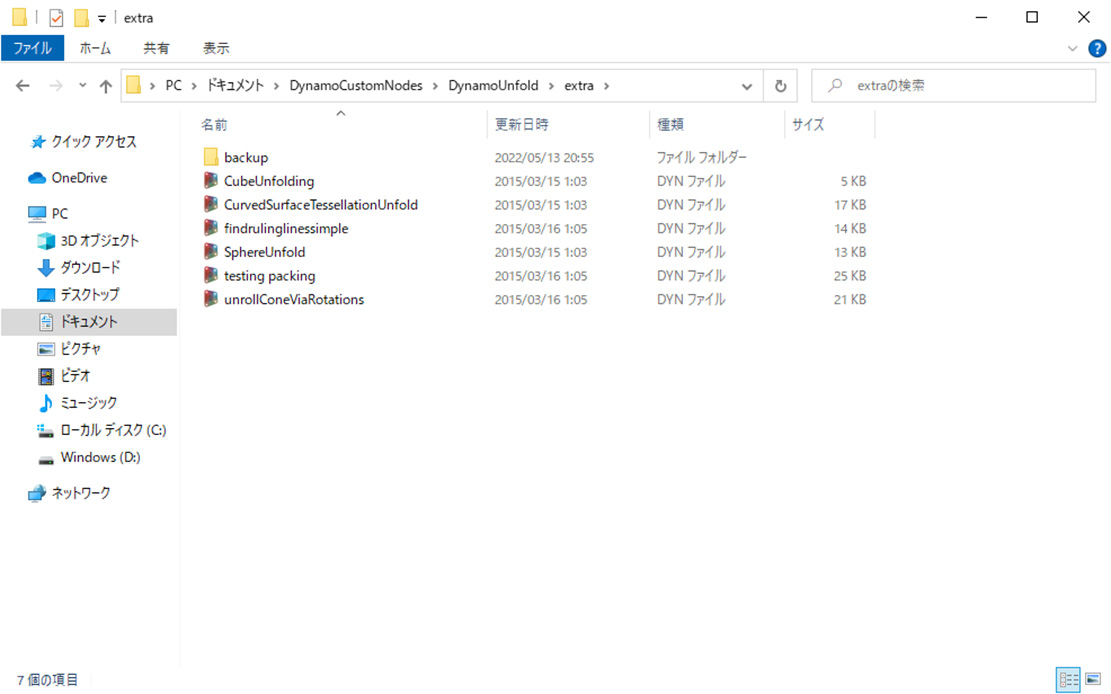 extra
ファイル ホーム 共有 表示
PC ドキュメント DynamoCustomNodes DynamoUnfold extra extraの検索
名前 更新日時 種類 サイズ
クイック アクセス
OneDrive
PC
3D オブジェクト
ダウンロード
デスクトップ
ドキュメント
ピクチャ
ビデオ
ミュージック
ローカル ディスク (C:)
Windows (D:)
ネットワーク
backup 2022/05/13 20:55 ファイル フォルダー
CubeUnfolding 2015/03/15 1:03 DYN ファイル 5 KB
CurvedSurfaceTessellationUnfold 2015/03/15 1:03 DYN ファイル 17 KB
findrulinglinessimple 2015/03/16 1:05 DYN ファイル 14 KB
SphereUnfold 2015/03/15 1:03 DYN ファイル 13 KB
testing packing 2015/03/16 1:05 DYN ファイル 25 KB
unrollConeViaRotations 2015/03/16 1:05 DYN ファイル 21 KB
7 個の項目